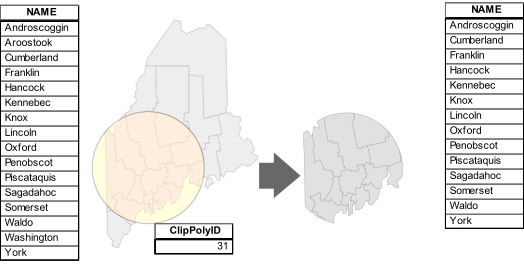 NAME
Androscoggin
Aroostook
Cumberland
Franklin
Hancock
Kennebec
Knox
Lincoln
Oxford
Penobscot
Piscataquis
Sagadahoc
Somerset
Waldo
Washington
York
ClipPolyID
31
NAME
Androscoggin
Cumberland
Franklin
Hancock
Kennebec
Knox
Lincoln
Oxford
Penobscot
Piscataquis
Sagadahoc
Somerset
Waldo
York